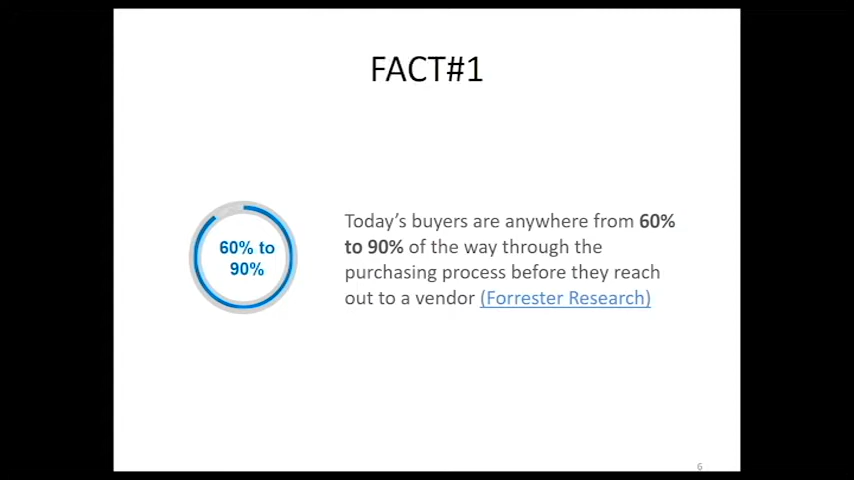 FACT#1
60% to
90%
Today's buyers are anywhere from 60%
to 90% of the way through the
purchasing process before they reach
out to a vendor (Forrester Research)
6